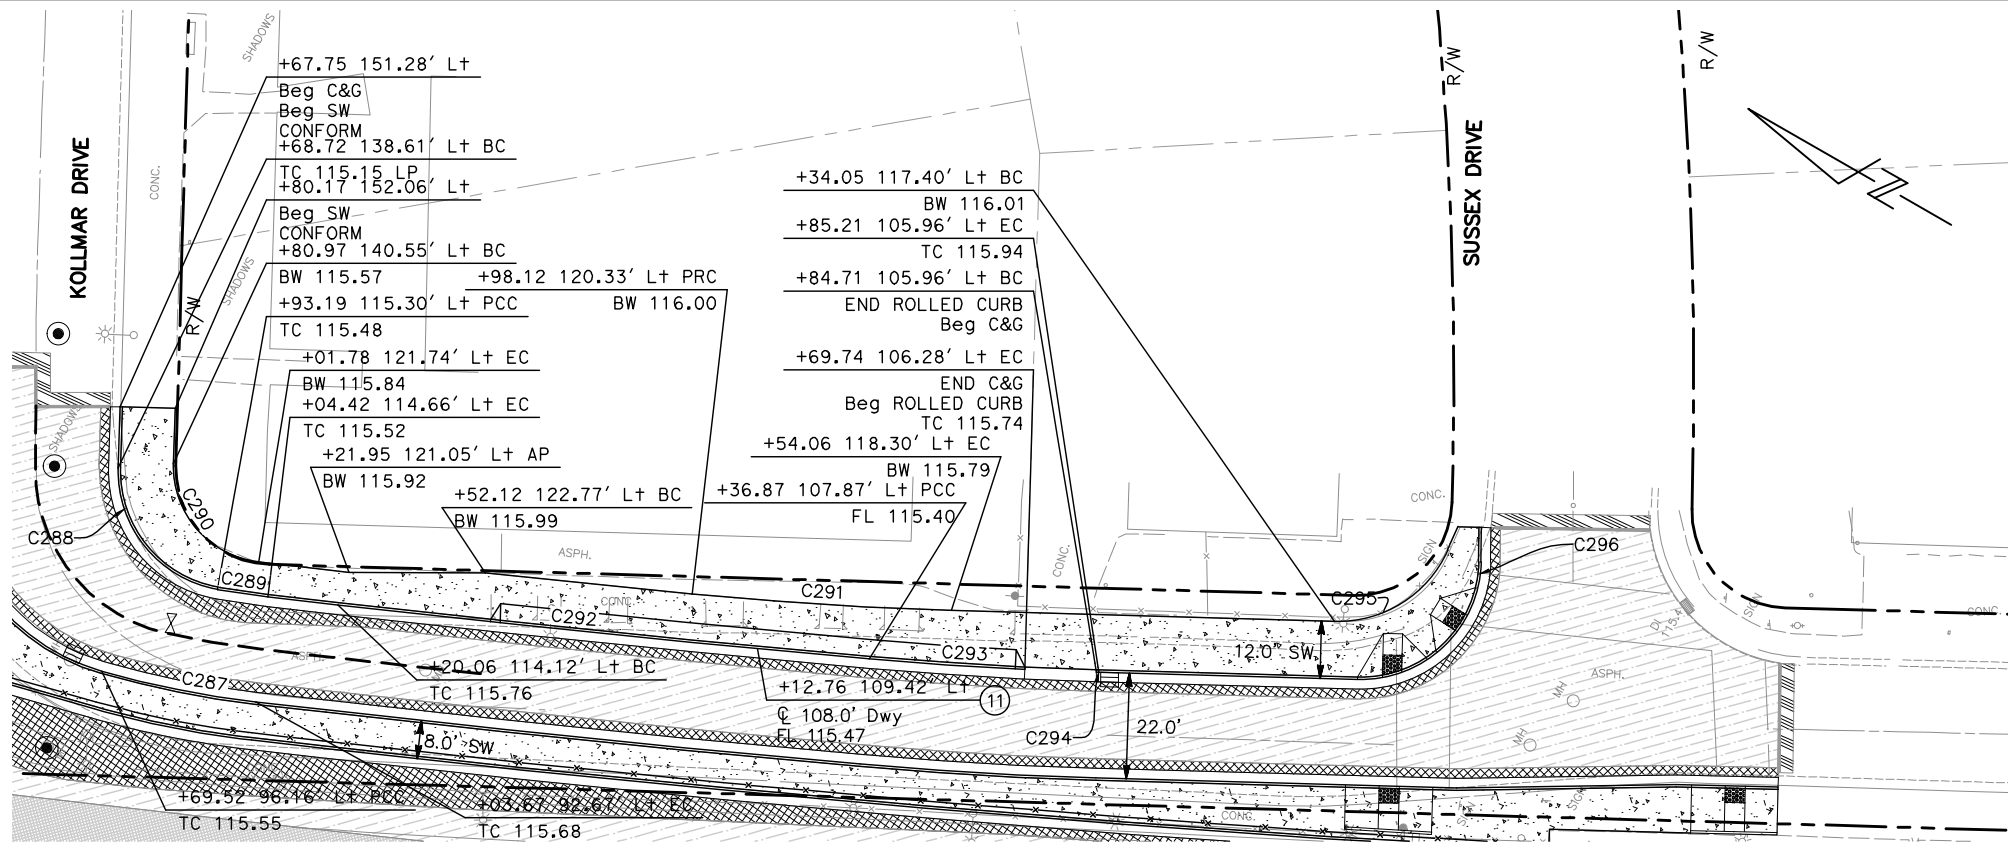 SHADOWS
+67.75 151.28' Lt
Beg C&G
Beg SW
CONFORM
+68.72 138.61' Lt BC
TC 115.15 LP
+80.17 152.06' Lt
Beg SW
CONFORM
+80.97 140.55' Lt BC
BW 115.57
+93.19 115.30' Lt PCC
TC 115.48
+01.78 121.74' Lt EC
BW 115.84
+04.42 114.66' Lt EC
TC 115.52
+21.95 121.05' Lt AP
BW 115.92
+98.12 120.33' Lt PRC
BW 116.00
+52.12 122.77' Lt BC
BW 115.99
+34.05 117.40' Lt BC
BW 116.01
+85.21 105.96' Lt EC
TC 115.94
+84.71 105.96' Lt BC
END ROLLED CURB
Beg C&G
+69.74 106.28' Lt EC
END C&G
Beg ROLLED CURB
TC 115.74
+54.06 118.30' Lt EC
BW 115.79
+36.87 107.87' Lt PCC
FL 115.40
KOLLMAR DRIVE
CONC.
SHADOWS
R/W
SHADOWS
SUSSEX DRIVE
R/W
R/W
C288
C290
C289
C291
C292
C293
C294
C295
C296
C287
ASPH.
CONC.
CONC.
CONC.
SIGN
SIGN
CONC.
DI
115.4
ASPH.
MH
MH
ASPH.
12.0' SW
22.0'
8.0' SW
+20.06 114.12' Lt BC
TC 115.76
+12.76 109.42' Lt
11
℄ 108.0' Dwy
FL 115.47
+69.52 96.16' Lt PCC
TC 115.55
+03.67 92.67' Lt EC
TC 115.68
CONC.
SIGN
SIGN